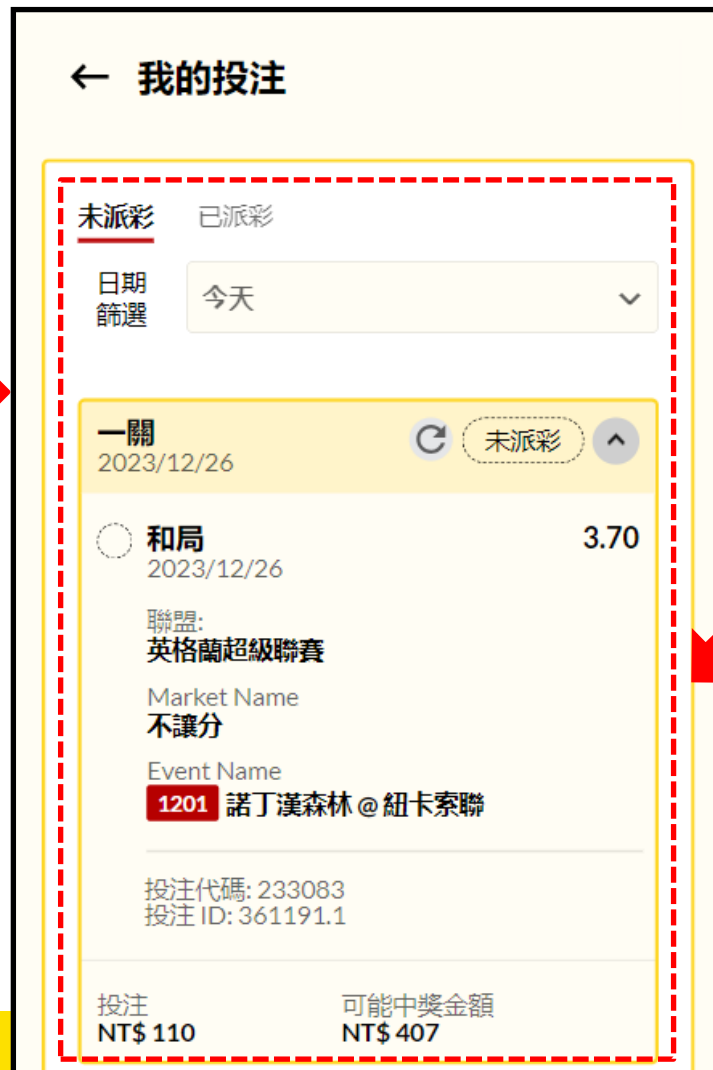 ← 我的投注
未派彩 已派彩
日期
篩選
今天
一關
未派彩
2023/12/26
和局 3.70
2023/12/26
聯盟:
英格蘭超級聯賽
Market Name
不讓分
Event Name
1201 諾丁漢森林 @ 紐卡索聯
投注代碼: 233083
投注 ID: 361191.1
投注 可能中獎金額
NT$ 110 NT$ 407